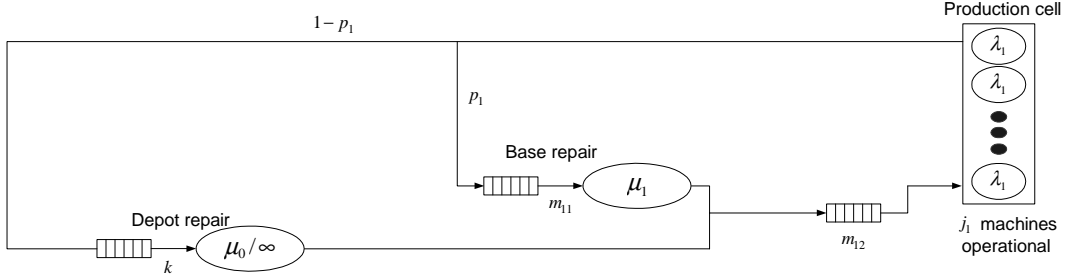 Production cell
1 − p₁
λ₁
λ₁
p₁
Base repair
μ₁
λ₁
m₁₁
Depot repair
m₁₂
j₁ machines
operational
μ₀/∞
k